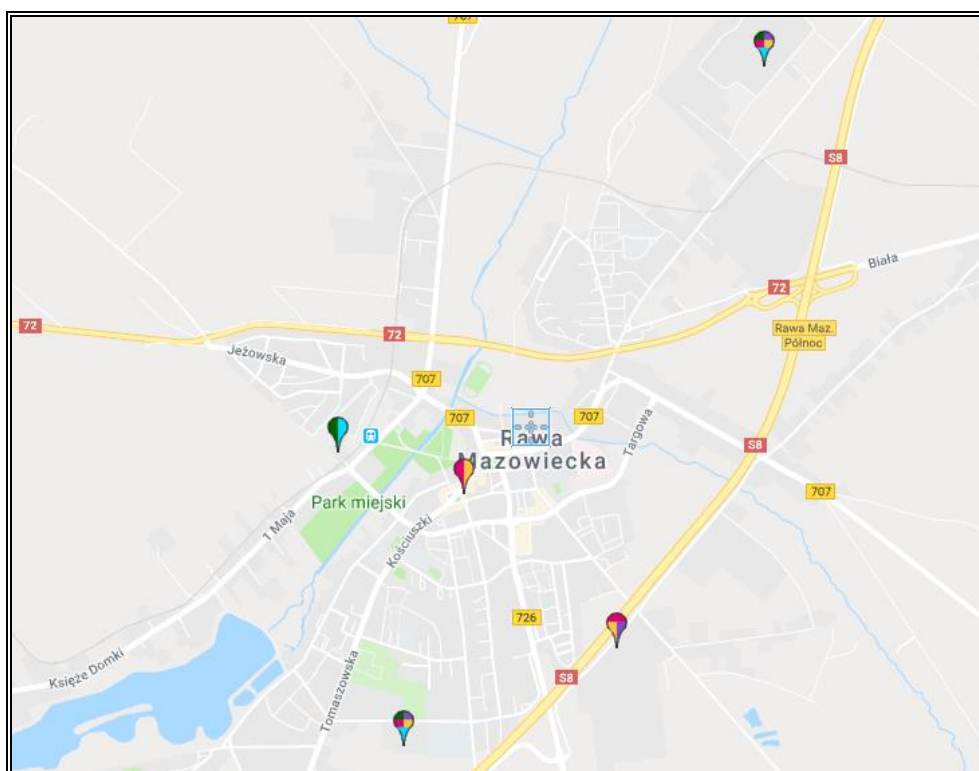 707
S8
Biała
72
72
Rawa Maz.
Północ
72
Jeżowska
707
707
707
Targowa
Rawa
Mazowiecka
S8
707
Park miejski
1 Maja
Kościuszki
726
Księże Domki
Tomaszowska
S8